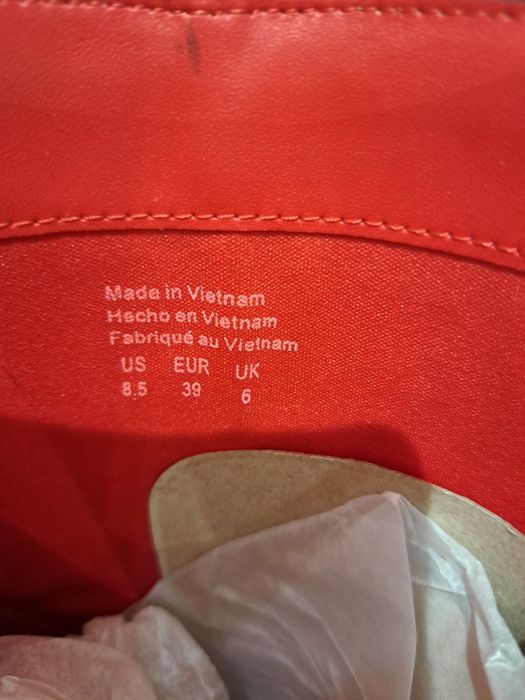 Made in Vietnam
Hecho en Vietnam
Fabriqué au Vietnam
US EUR UK
8.5 39 6